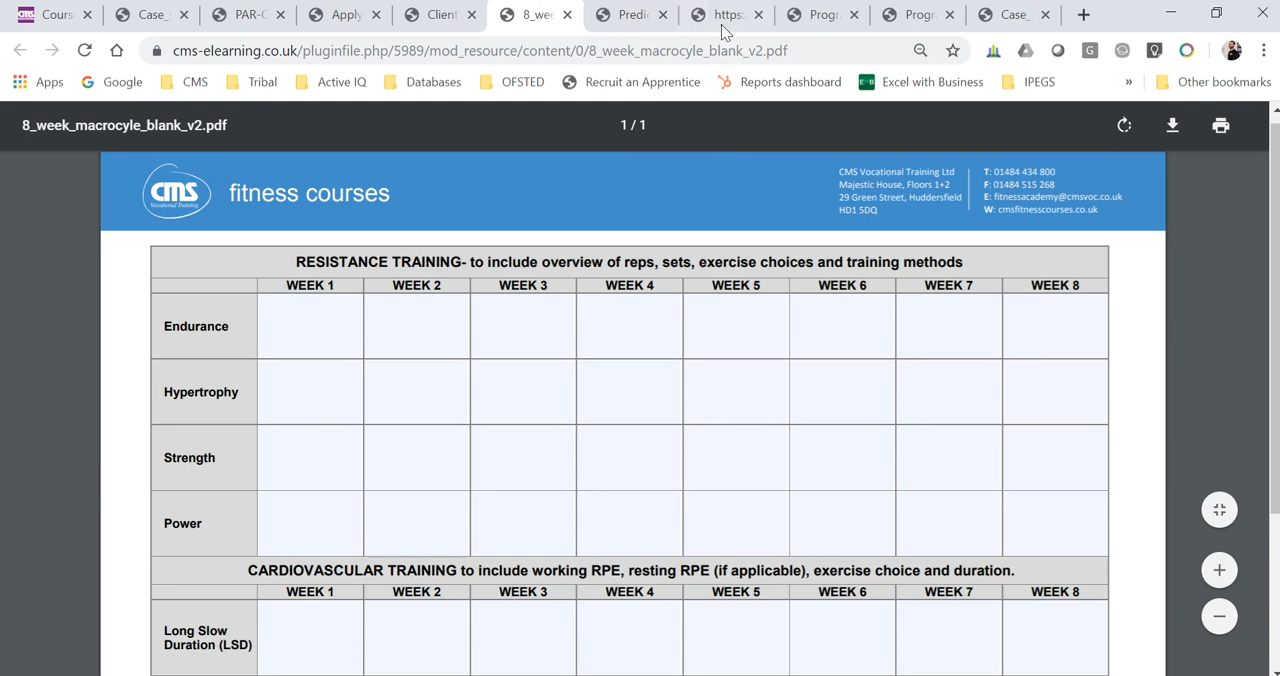 Cours
Case_
PAR-C
Apply
Client
8_wee
Predi
https:
Progr
Progr
Case_
cms-elearning.co.uk/pluginfile.php/5989/mod_resource/content/0/8_week_macrocyle_blank_v2.pdf
Apps Google CMS Tribal Active IQ Databases OFSTED Recruit an Apprentice Reports dashboard Excel with Business IPEGS » Other bookmarks
8_week_macrocyle_blank_v2.pdf 1 / 1
CMS
Vocational Training
fitness courses
CMS Vocational Training Ltd
Majestic House, Floors 1+2
29 Green Street, Huddersfield
HD1 5DQ
T: 01484 434 800
F: 01484 515 268
E: fitnessacademy@cmsvoc.co.uk
W: cmsfitnesscourses.co.uk
RESISTANCE TRAINING- to include overview of reps, sets, exercise choices and training methods
WEEK 1 WEEK 2 WEEK 3 WEEK 4 WEEK 5 WEEK 6 WEEK 7 WEEK 8
Endurance
Hypertrophy
Strength
Power
CARDIOVASCULAR TRAINING to include working RPE, resting RPE (if applicable), exercise choice and duration.
WEEK 1 WEEK 2 WEEK 3 WEEK 4 WEEK 5 WEEK 6 WEEK 7 WEEK 8
Long Slow
Duration (LSD)